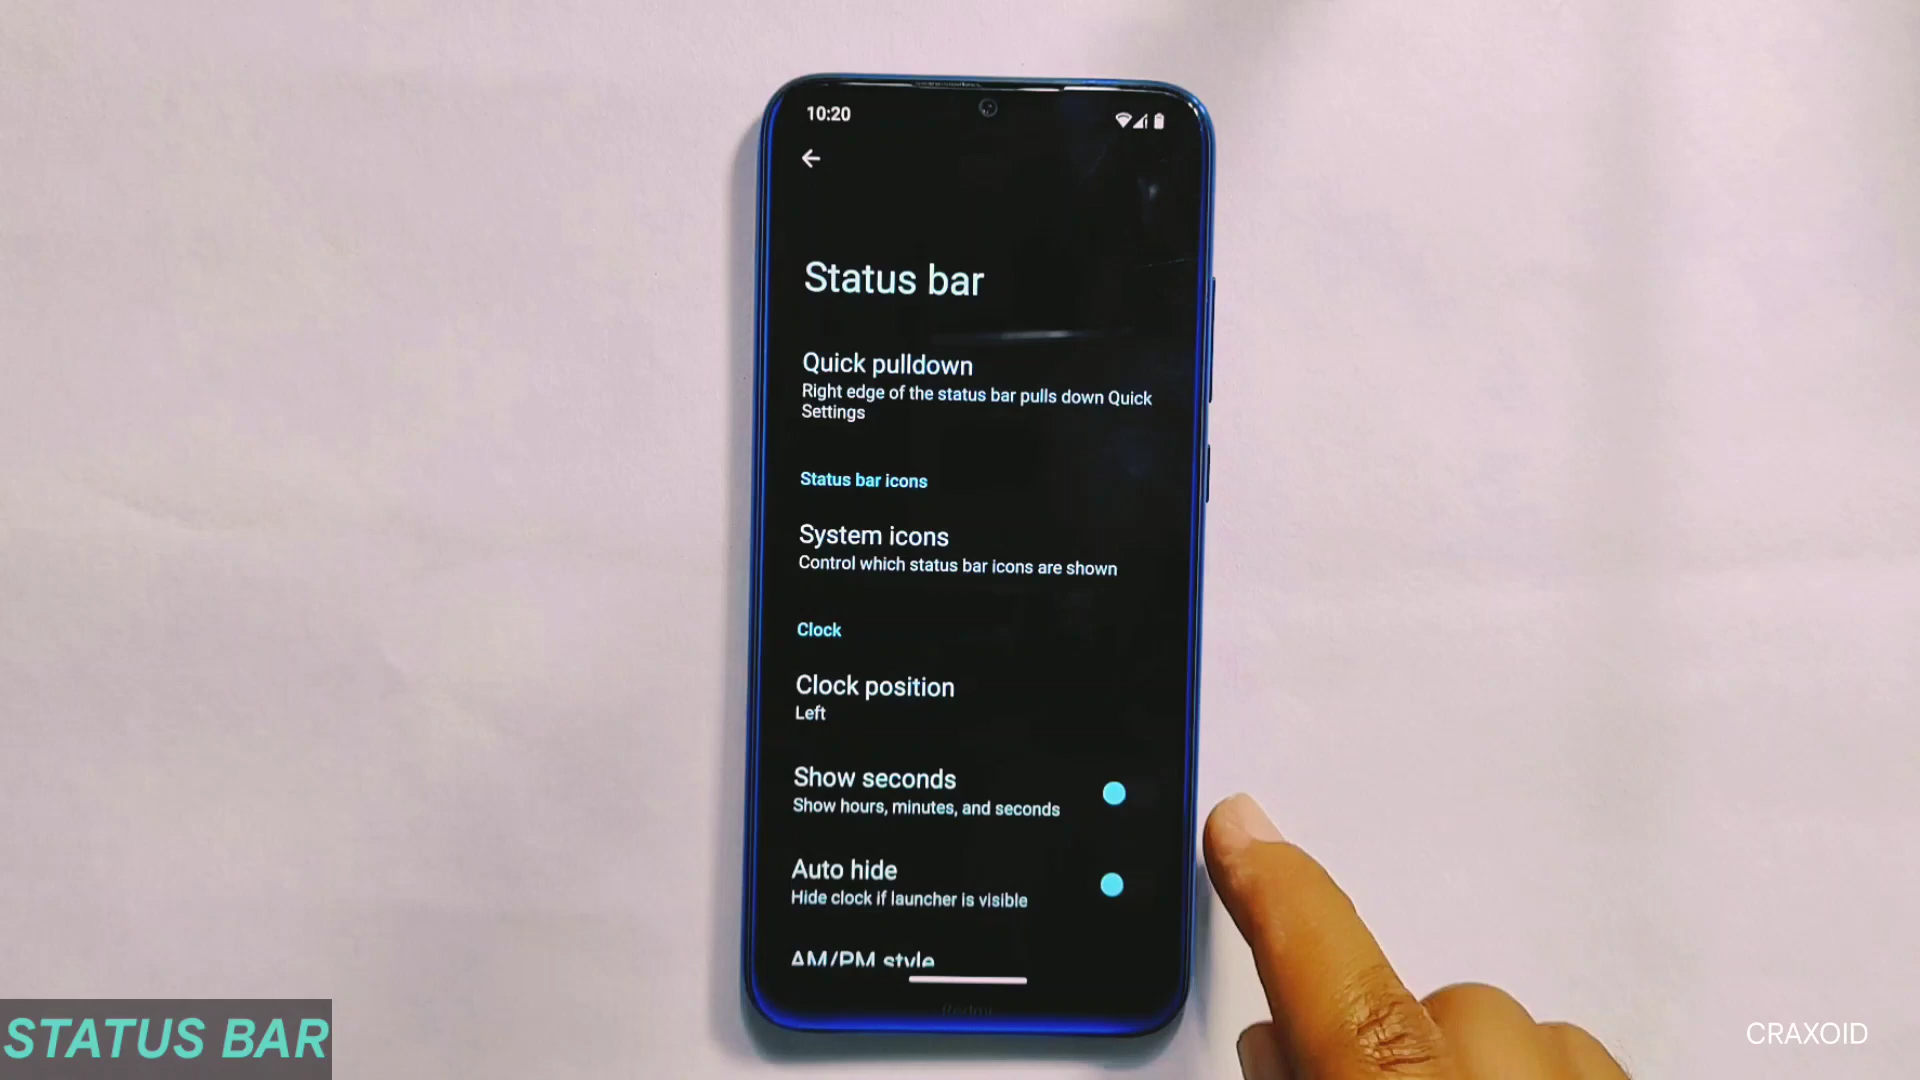 10:20
Status bar
Quick pulldown
Right edge of the status bar pulls down Quick
Settings
Status bar icons
System icons
Control which status bar icons are shown
Clock
Clock position
Left
Show seconds
Show hours, minutes, and seconds
Auto hide
Hide clock if launcher is visible
AM/PM style
Redmi
STATUS BAR
CRAXOID